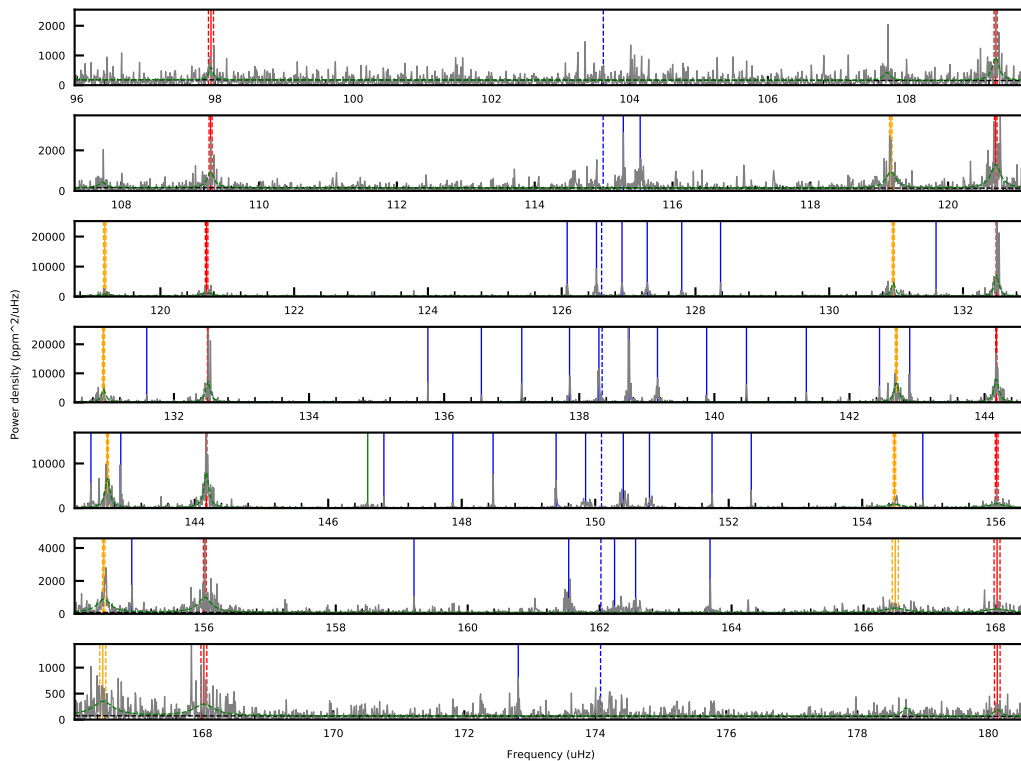 2000
1000
0
96 98 100 102 104 106 108
2000
0
108 110 112 114 116 118 120
20000
10000
0
120 122 124 126 128 130 132
20000
10000
0
132 134 136 138 140 142 144
Power density (ppm^2/uHz)
10000
0
144 146 148 150 152 154 156
4000
2000
0
156 158 160 162 164 166 168
1000
500
0
168 170 172 174 176 178 180
Frequency (uHz)